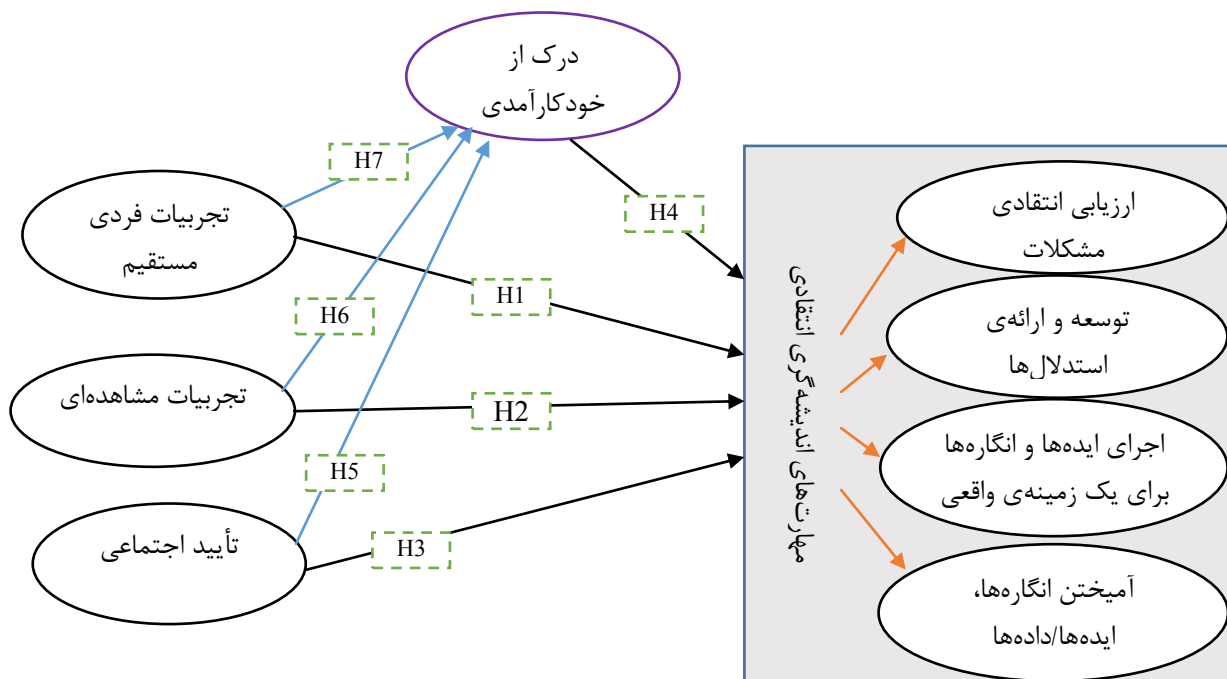 درک از
خودکارآمدی
H7
تجربیات فردی
مستقیم
H4
ارزیابی انتقادی
مشکلات
H1
H6
توسعه و ارائه‌ی
استدلال‌ها
تجربیات مشاهده‌ای
H2
مهارت‌های اندیشه‌گری انتقادی
اجرای ایده‌ها و انگاره‌ها
برای یک زمینه‌ی واقعی
H5
تأیید اجتماعی
H3
آمیختن انگاره‌ها،
ایده‌ها/داده‌ها